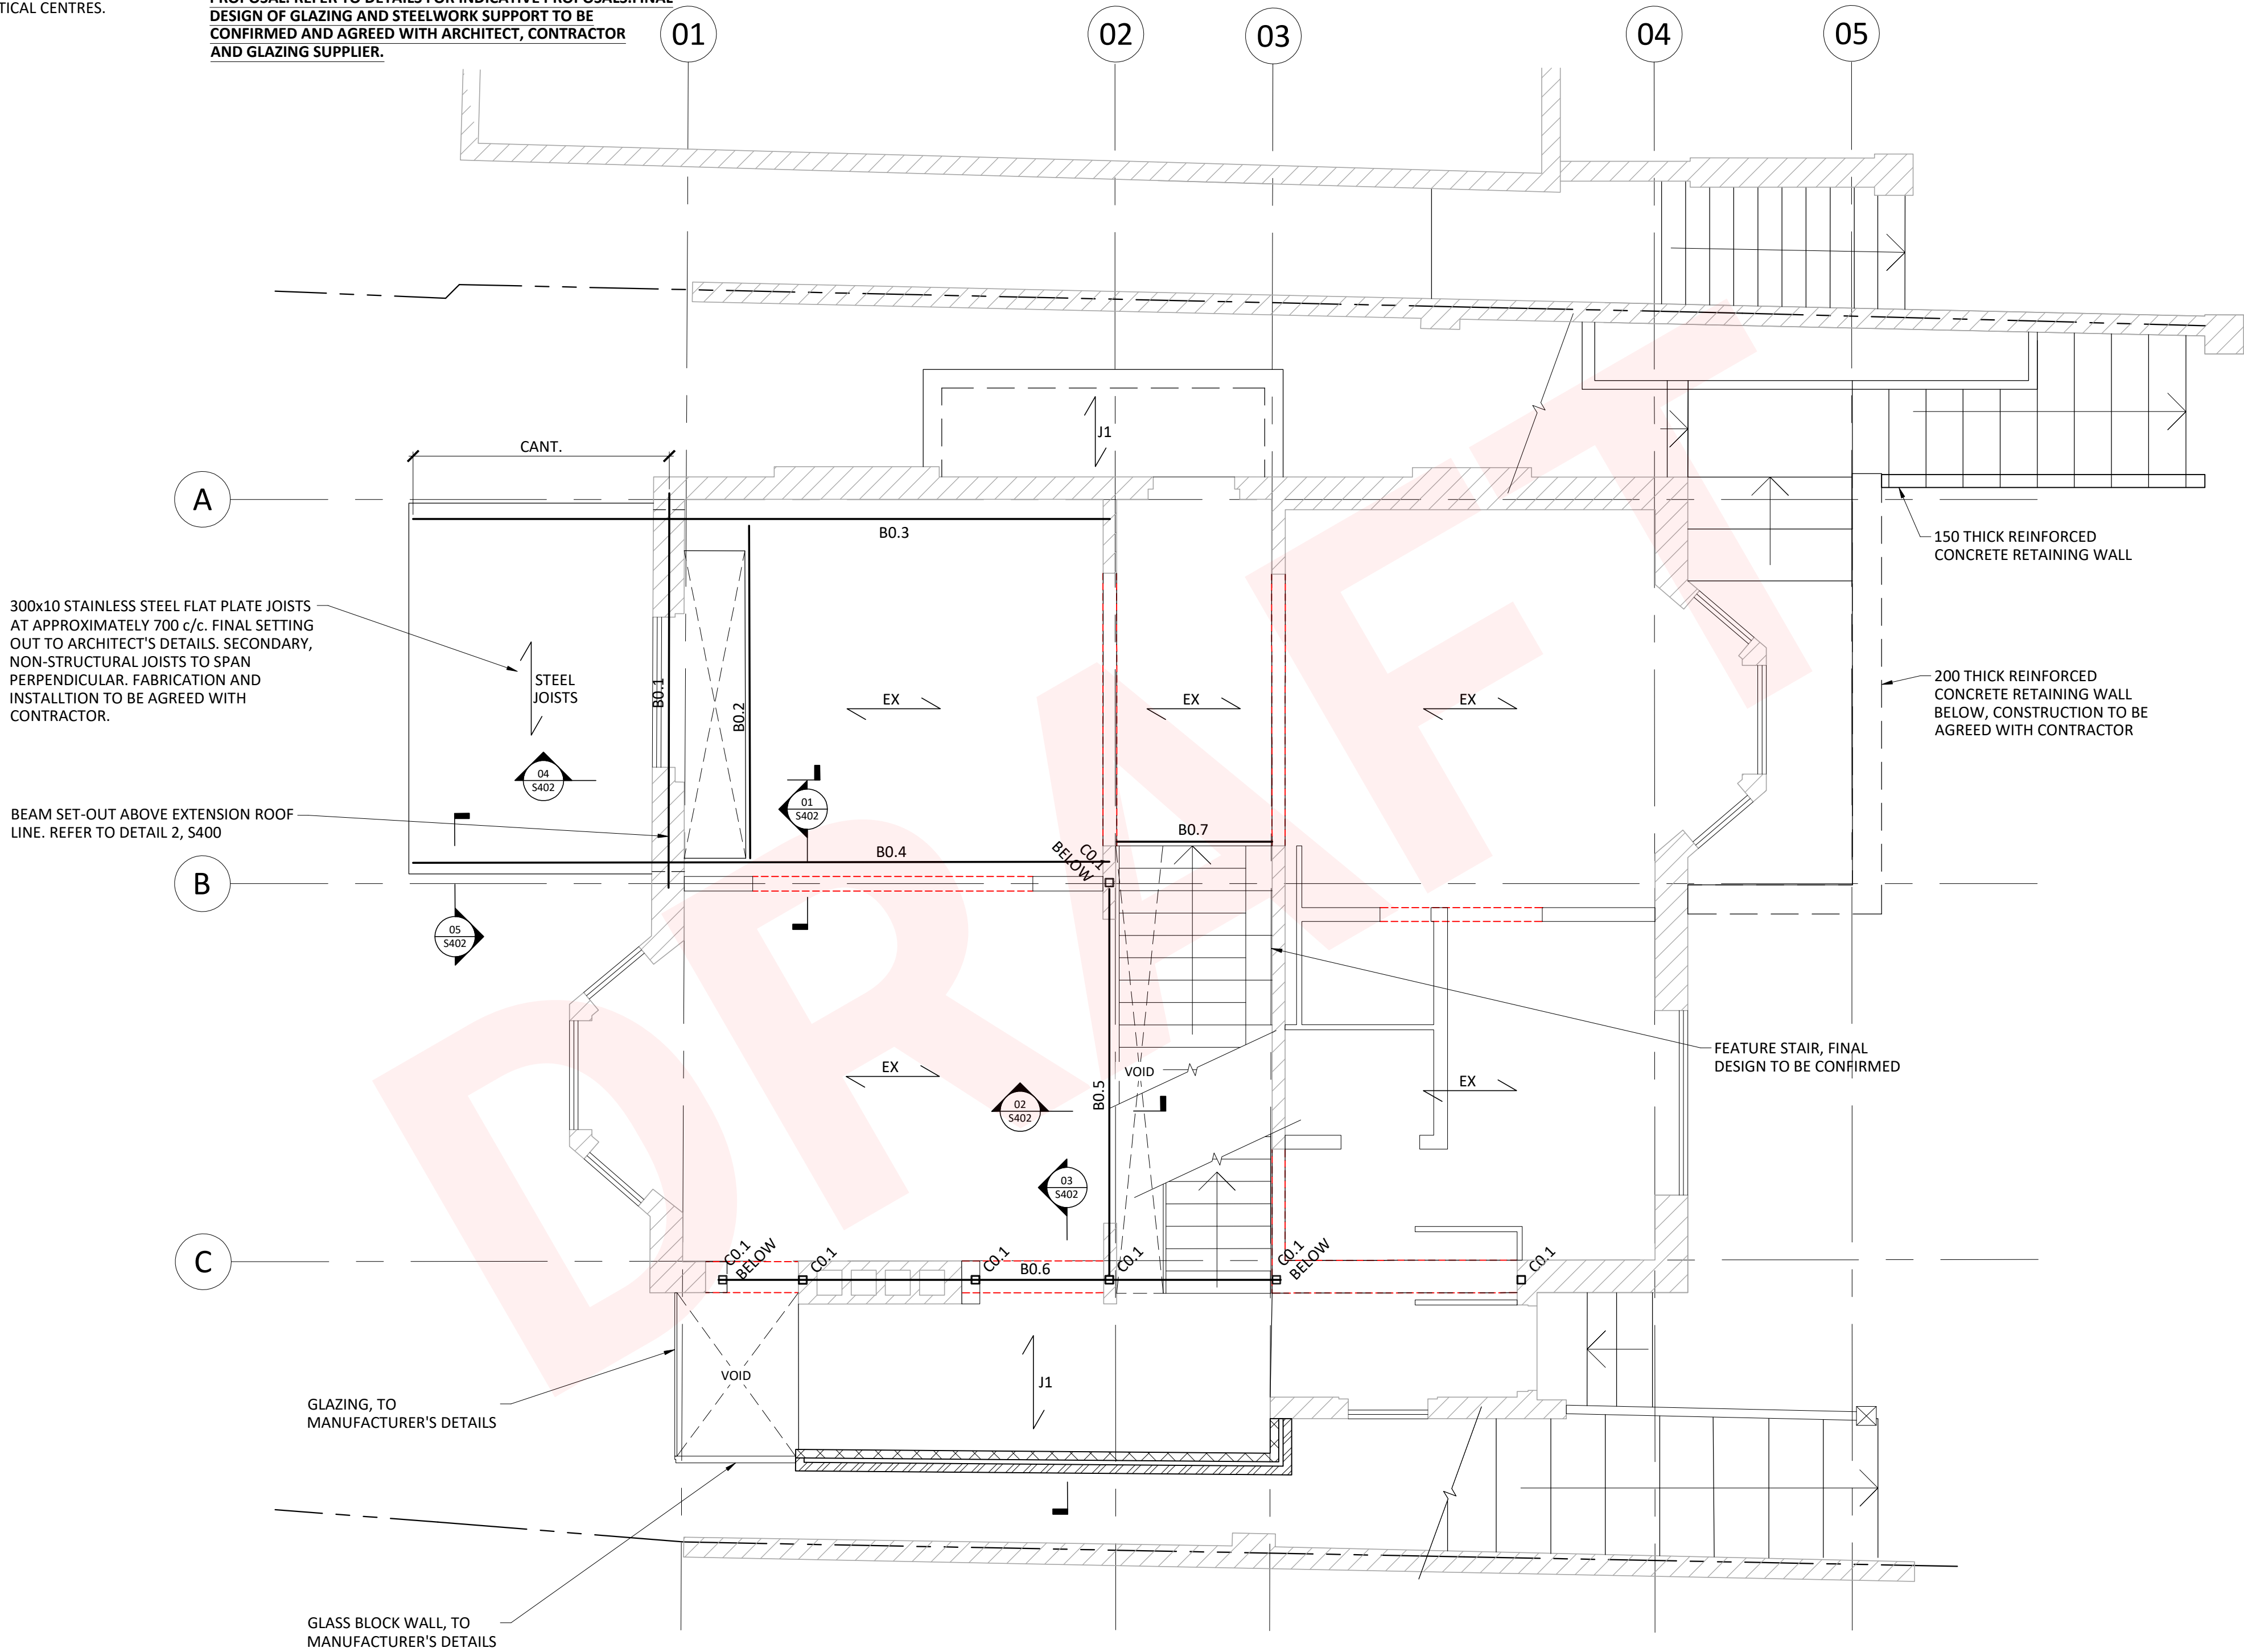 TICAL CENTRES.
PROPOSAL. REFER TO DETAILS FOR INDICATIVE PROPOSALS.FINAL
DESIGN OF GLAZING AND STEELWORK SUPPORT TO BE
CONFIRMED AND AGREED WITH ARCHITECT, CONTRACTOR
AND GLAZING SUPPLIER.
01
02
03
04
05
J1
CANT.
A
B0.3
150 THICK REINFORCED
CONCRETE RETAINING WALL
300x10 STAINLESS STEEL FLAT PLATE JOISTS
AT APPROXIMATELY 700 c/c. FINAL SETTING
OUT TO ARCHITECT'S DETAILS. SECONDARY,
NON-STRUCTURAL JOISTS TO SPAN
PERPENDICULAR. FABRICATION AND
INSTALLTION TO BE AGREED WITH
CONTRACTOR.
STEEL
JOISTS
B0.1
B0.2
EX
EX
EX
200 THICK REINFORCED
CONCRETE RETAINING WALL
BELOW, CONSTRUCTION TO BE
AGREED WITH CONTRACTOR
04
S402
01
S402
BEAM SET-OUT ABOVE EXTENSION ROOF
LINE. REFER TO DETAIL 2, S400
B0.7
B0.4
C0.1
BELOW
B
05
S402
DRAFT
FEATURE STAIR, FINAL
DESIGN TO BE CONFIRMED
EX
VOID
EX
B0.5
02
S402
03
S402
C
C0.1
BELOW
C0.1
C0.1
B0.6
C0.1
C0.1
BELOW
C0.1
VOID
J1
GLAZING, TO
MANUFACTURER'S DETAILS
GLASS BLOCK WALL, TO
MANUFACTURER'S DETAILS